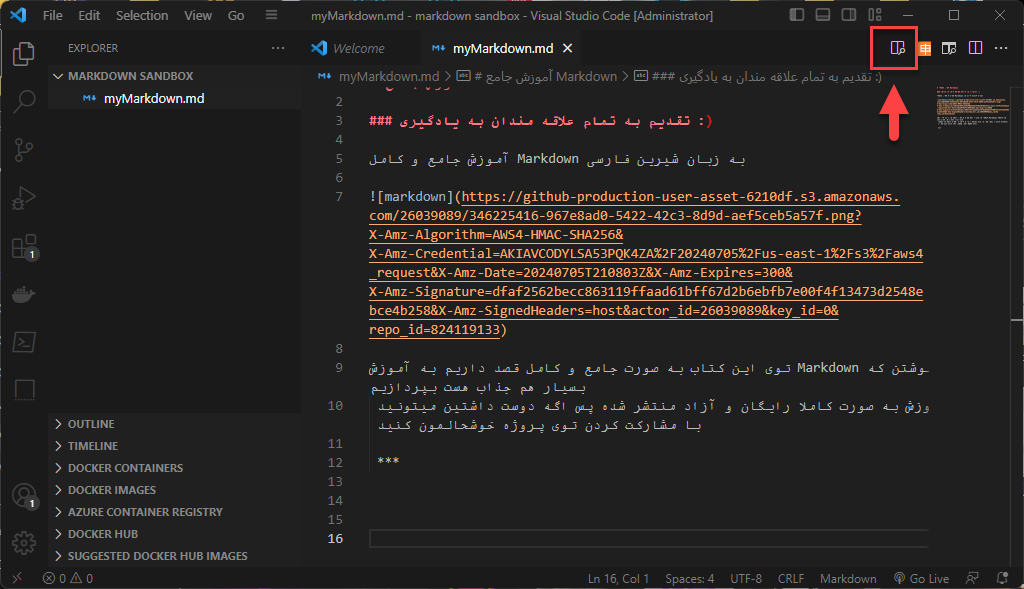 File Edit Selection View Go myMarkdown.md - markdown sandbox - Visual Studio Code [Administrator]
EXPLORER ··· Welcome M↓ myMarkdown.md
MARKDOWN SANDBOX
M↓ myMarkdown.md
M↓ myMarkdown.md > abc # آموزش جامع Markdown > abc ### تقدیم به تمام علاقه مندان به یادگیری :)
2
3 ### تقدیم به تمام علاقه مندان به یادگیری :)
4
5 آموزش جامع و کامل Markdown به زبان شیرین فارسی
6
7 ![markdown](https://github-production-user-asset-6210df.s3.amazonaws.
com/26039089/346225416-967e8ad0-5422-42c3-8d9d-aef5ceb5a57f.png?
X-Amz-Algorithm=AWS4-HMAC-SHA256&
X-Amz-Credential=AKIAVCODYLSA53PQK4ZA%2F20240705%2Fus-east-1%2Fs3%2Faws4
_request&X-Amz-Date=20240705T210803Z&X-Amz-Expires=300&
X-Amz-Signature=dfaf2562becc863119ffaad61bff67d2b6ebfb7e00f4f13473d2548e
bce4b258&X-Amz-SignedHeaders=host&actor_id=26039089&key_id=0&
repo_id=824119133)
8
9 توی این کتاب به صورت جامع و کامل قصد داریم به آموزش Markdown نوشتن که
بسیار هم جذاب هست بپردازیم
10 وزش به صورت کاملا رایگان و آزاد منتشر شده پس اگه دوست داشتین میتونید
با مشارکت کردن توی پروژه خوشحالمون کنید
11
12 ***
13
14
15
16
OUTLINE
TIMELINE
DOCKER CONTAINERS
DOCKER IMAGES
AZURE CONTAINER REGISTRY
DOCKER HUB
SUGGESTED DOCKER HUB IMAGES
1
1
0 0 Ln 16, Col 1 Spaces: 4 UTF-8 CRLF Markdown Go Live